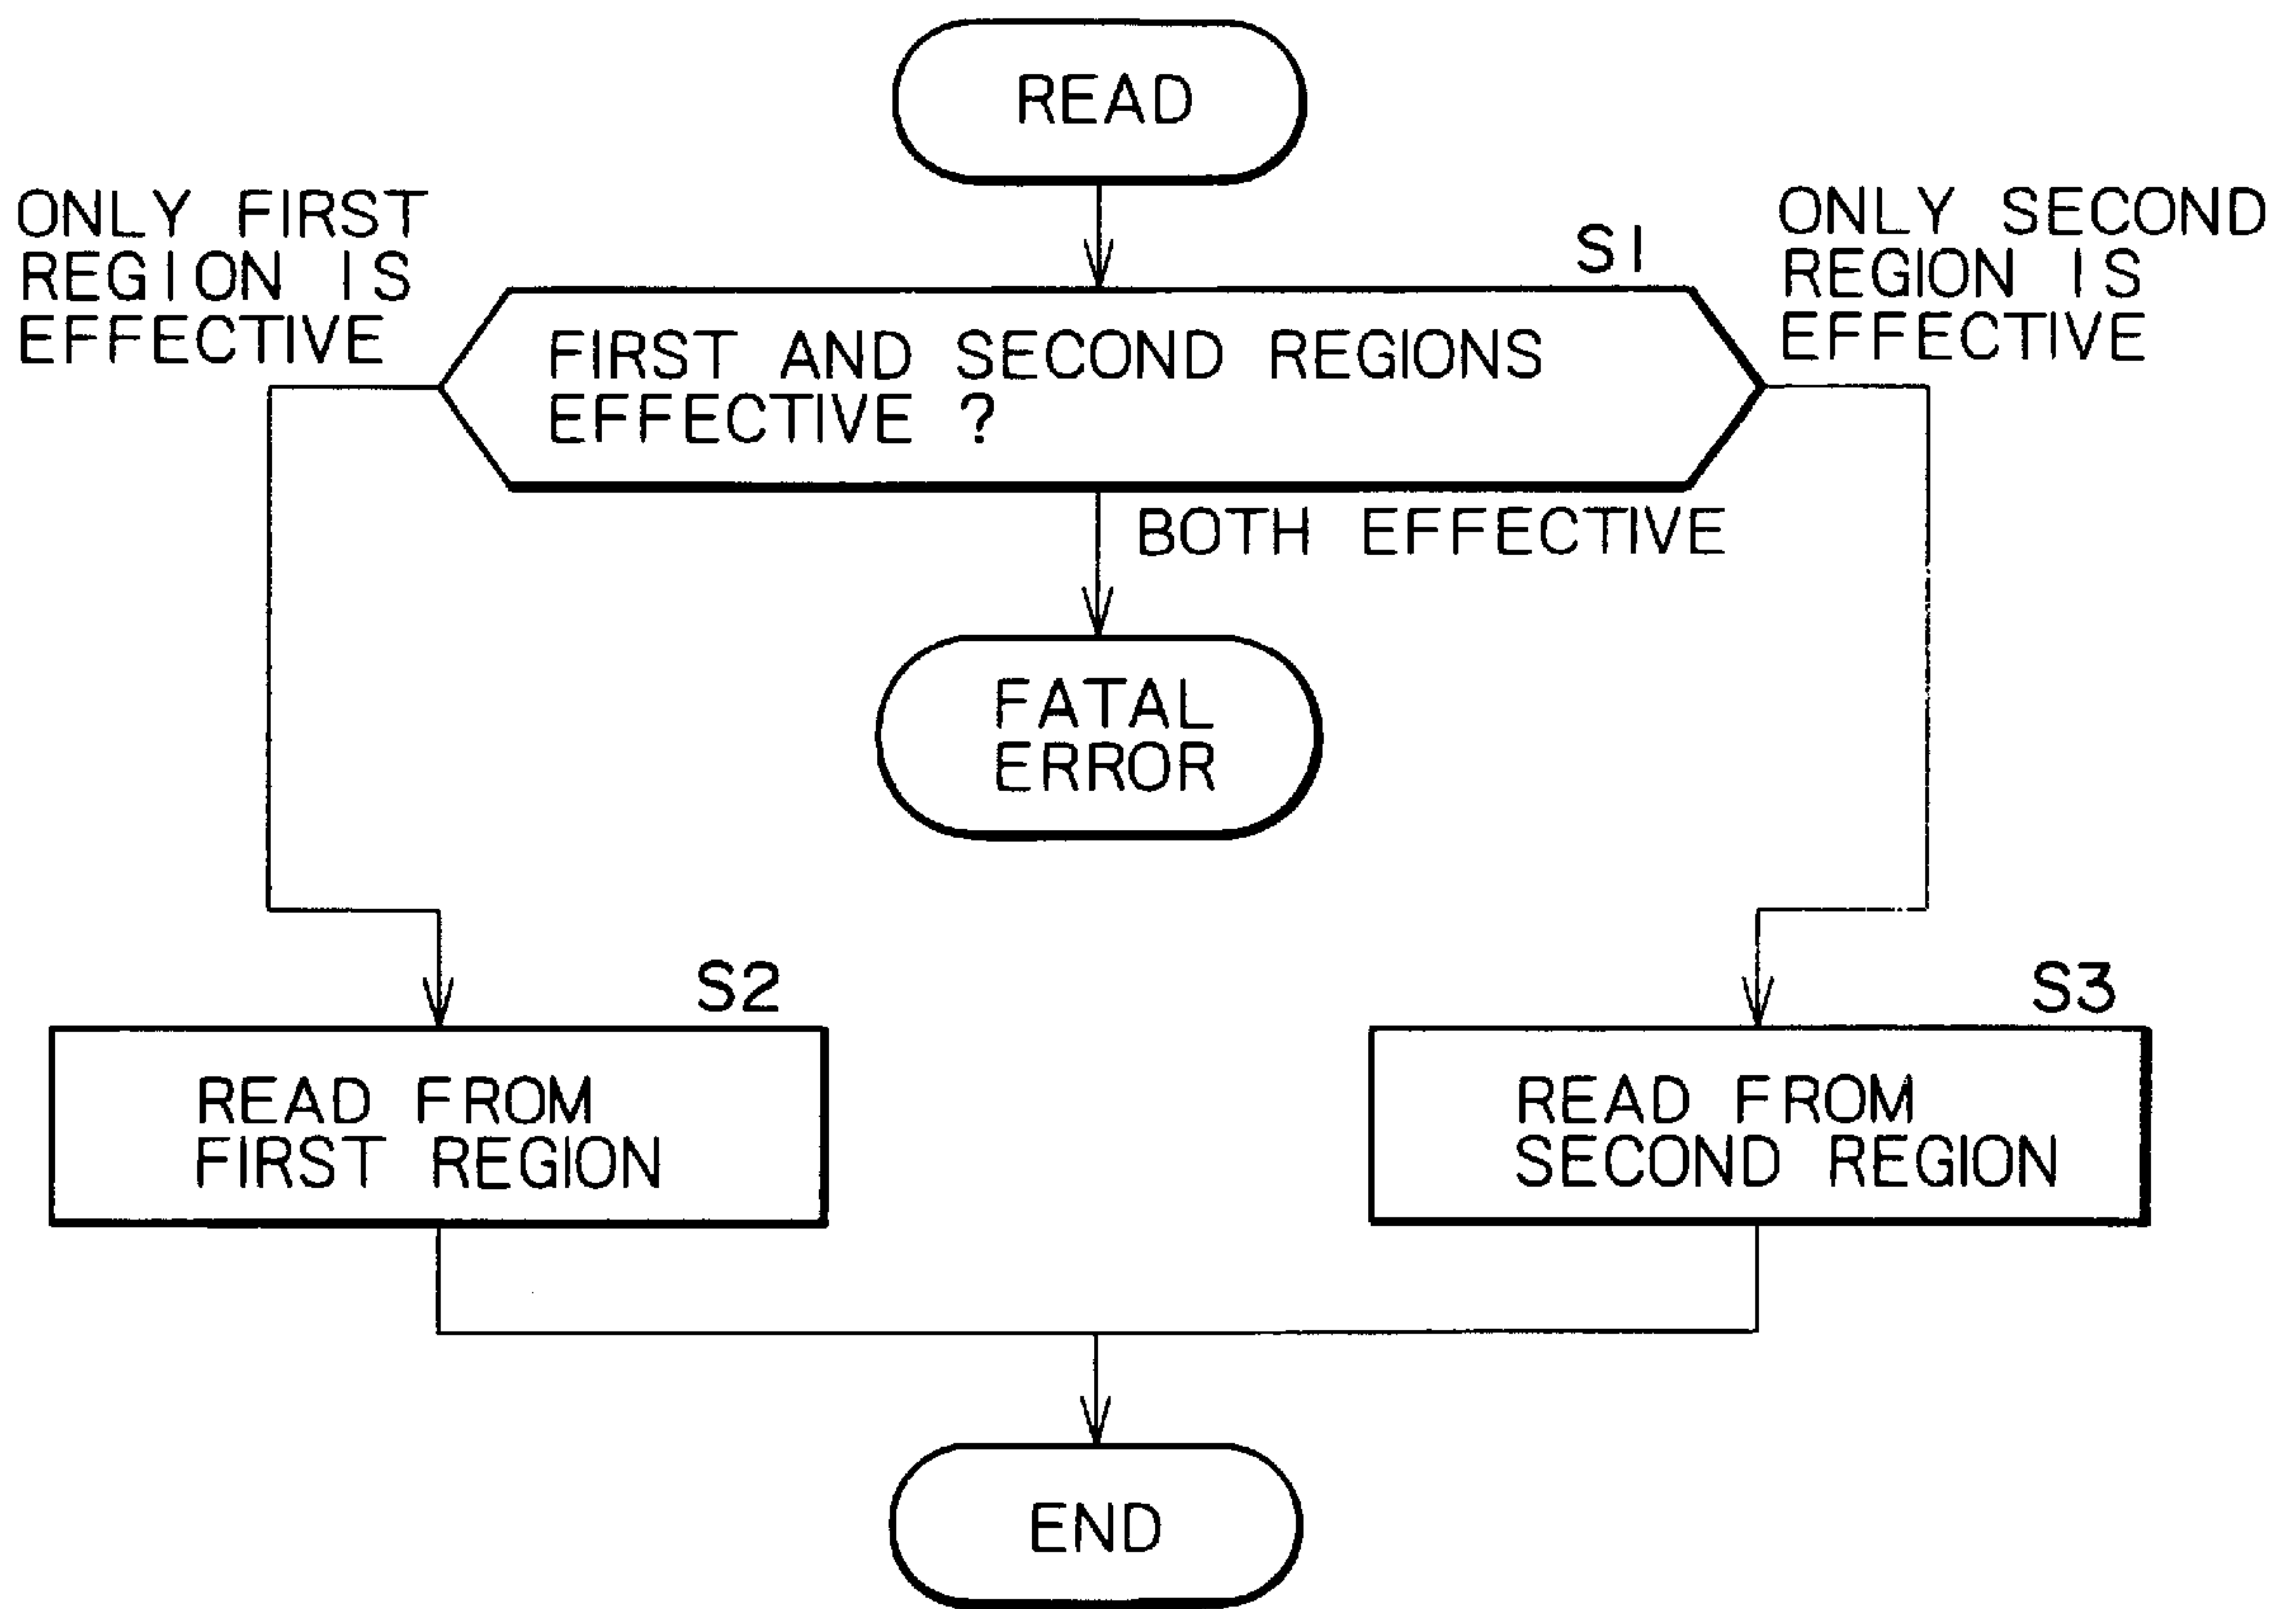 READ
ONLY FIRST
REGION IS
EFFECTIVE
S1
ONLY SECOND
REGION IS
EFFECTIVE
FIRST AND SECOND REGIONS
EFFECTIVE ?
BOTH EFFECTIVE
FATAL
ERROR
S2
READ FROM
FIRST REGION
S3
READ FROM
SECOND REGION
END